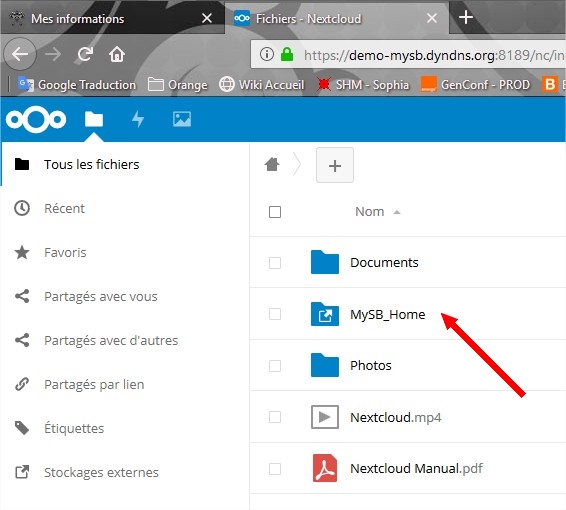 Mes informations
Fichiers - Nextcloud
https://demo-mysb.dyndns.org:8189/nc/in
Google Traduction Orange Wiki Accueil SHM - Sophia GenConf - PROD
Tous les fichiers
Récent
Favoris
Partagés avec vous
Partagés avec d'autres
Partagés par lien
Étiquettes
Stockages externes
Nom
Documents
MySB_Home
Photos
Nextcloud.mp4
Nextcloud Manual.pdf